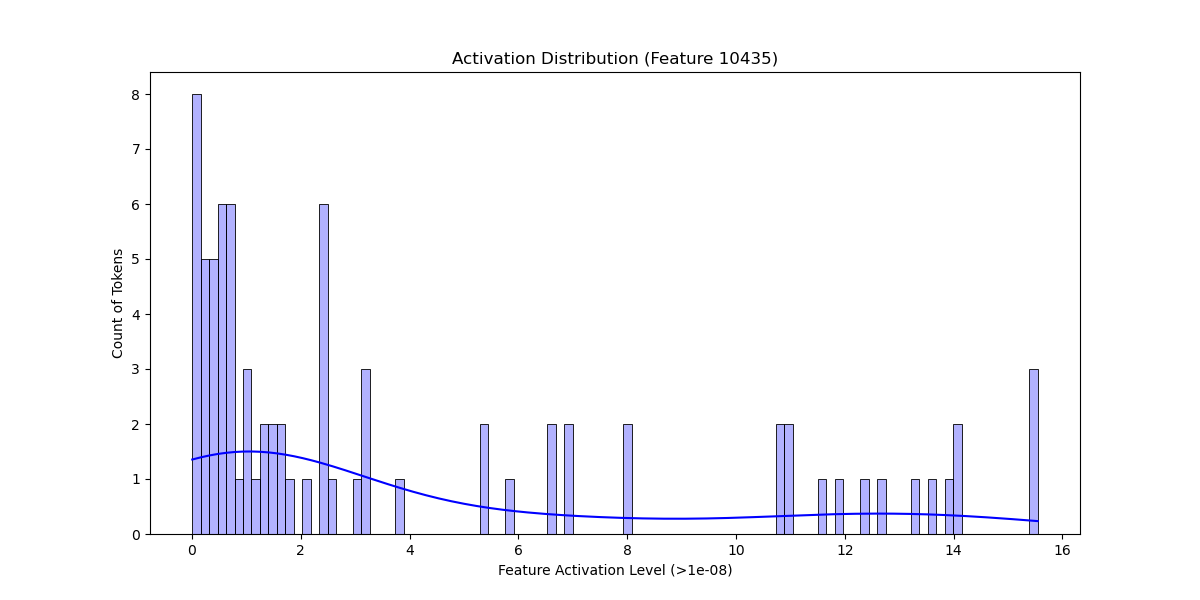 Activation Distribution (Feature 10435)
Count of Tokens
8
7
6
5
4
3
2
1
0
0 2 4 6 8 10 12 14 16
Feature Activation Level (>1e-08)